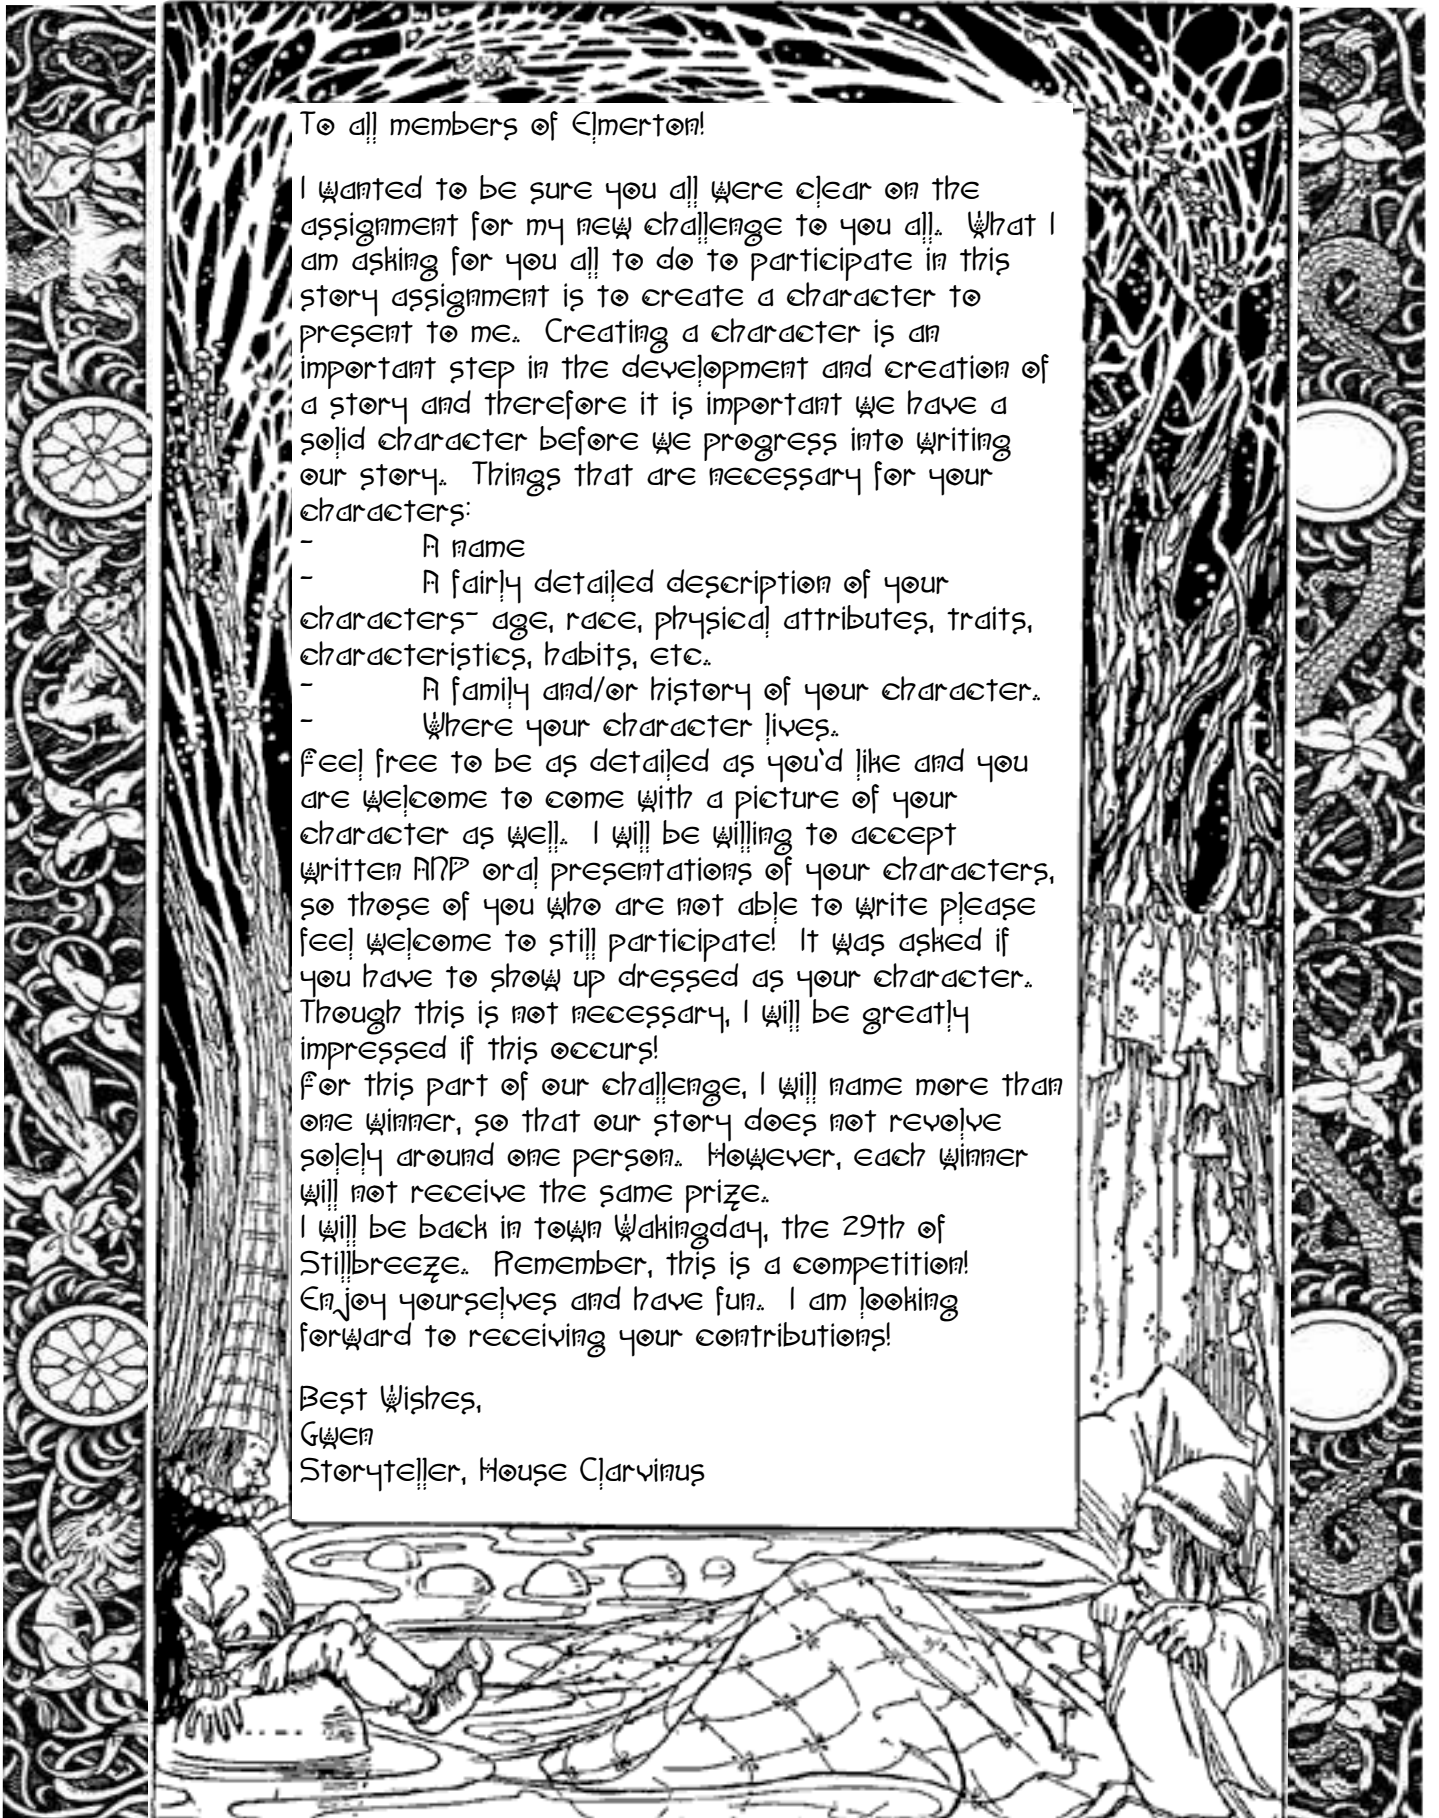 To all members of Elmerton!
I wanted to be sure you all were clear on the
assignment for my new challenge to you all.  What I
am asking for you all to do to participate in this
story assignment is to create a character to
present to me.  Creating a character is an
important step in the development and creation of
a story and therefore it is important we have a
solid character before we progress into writing
our story.  Things that are necessary for your
characters:
- A name
- A fairly detailed description of your
characters- age, race, physical attributes, traits,
characteristics, habits, etc.
- A family and/or history of your character.
- Where your character lives.
Feel free to be as detailed as you'd like and you
are welcome to come with a picture of your
character as well.  I will be willing to accept
written AND oral presentations of your characters,
so those of you who are not able to write please
feel welcome to still participate!  It was asked if
you have to show up dressed as your character.
Though this is not necessary, I will be greatly
impressed if this occurs!
For this part of our challenge, I will name more than
one winner, so that our story does not revolve
solely around one person.  However, each winner
will not receive the same prize.
I will be back in town Wakingday, the 29th of
Stillbreeze.  Remember, this is a competition!
Enjoy yourselves and have fun.  I am looking
forward to receiving your contributions!
Best Wishes,
Gwen
Storyteller, House Clarvinus